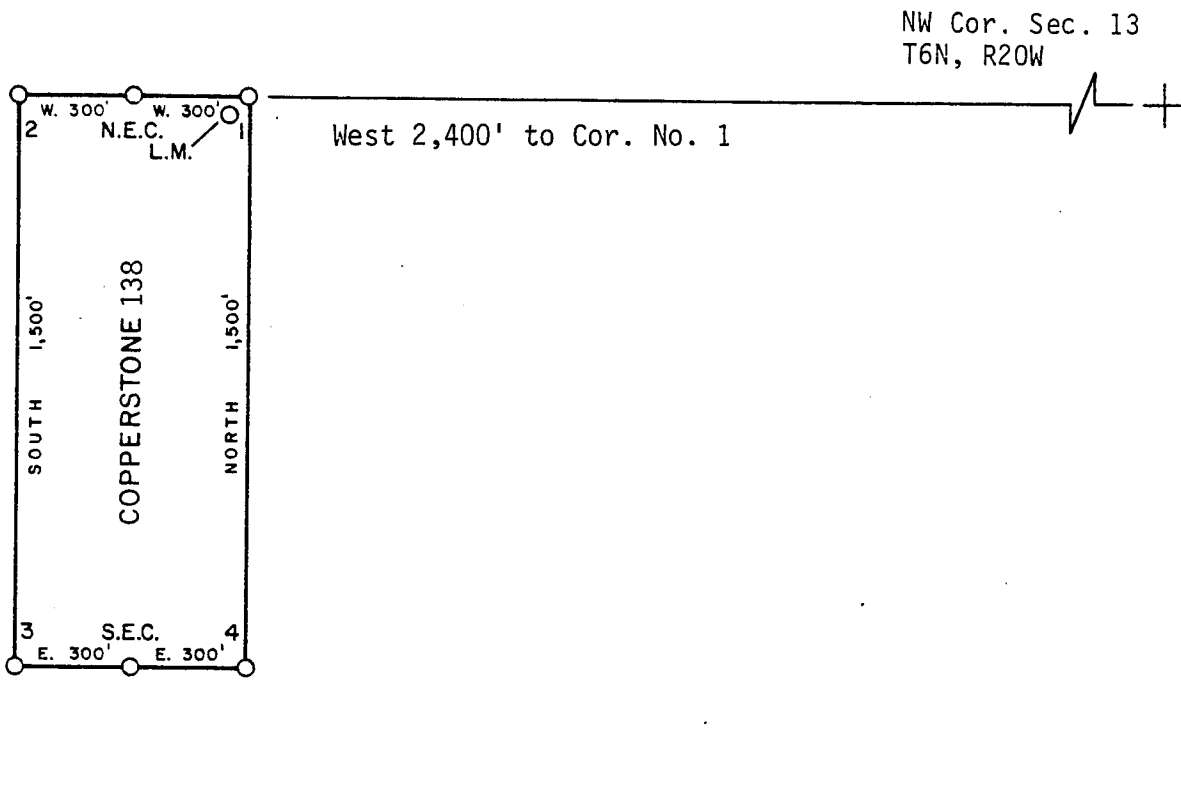 NW Cor. Sec. 13
T6N, R20W
W. 300' W. 300'
2 N.E.C. 1
L.M.
West 2,400' to Cor. No. 1
SOUTH 1,500'
COPPERSTONE 138
NORTH 1,500'
3 S.E.C. 4
E. 300' E. 300'